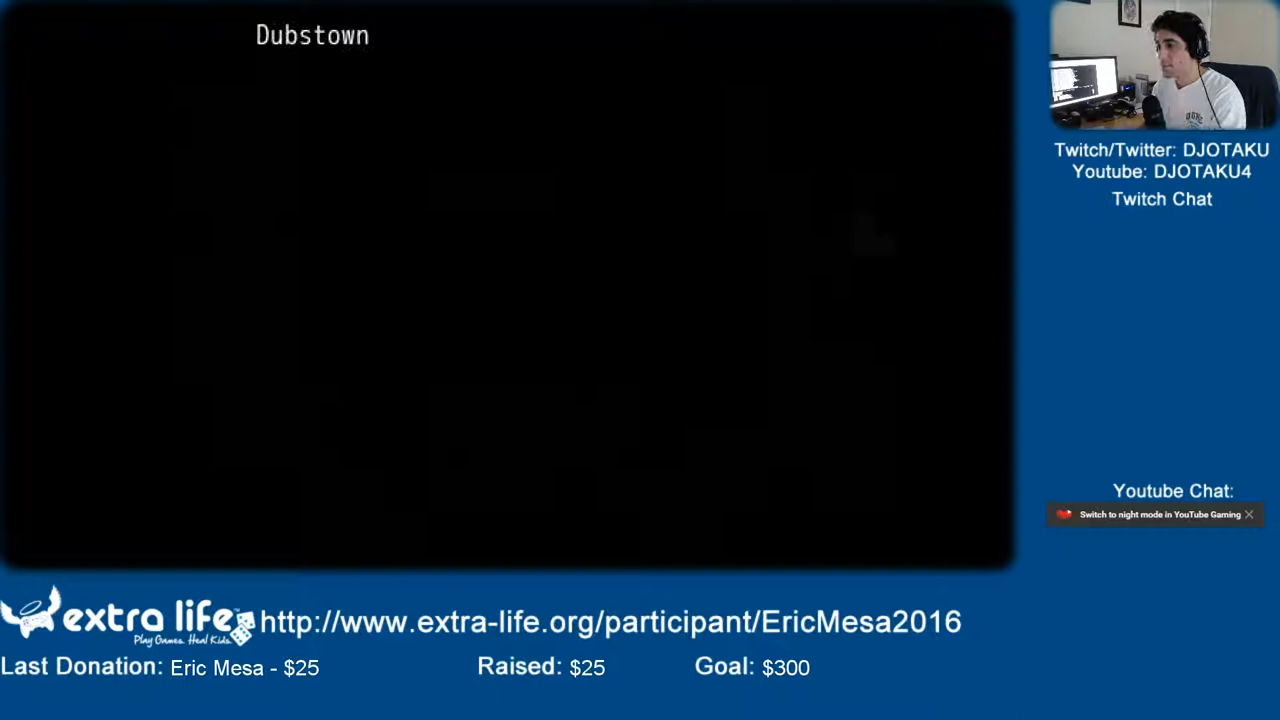 Dubstown
Twitch/Twitter: DJOTAKU
Youtube: DJOTAKU4
Twitch Chat
Youtube Chat:
Switch to night mode in YouTube Gaming
extra life
Play Games. Heal Kids.
http://www.extra-life.org/participant/EricMesa2016
Last Donation: Eric Mesa - $25
Raised: $25
Goal: $300